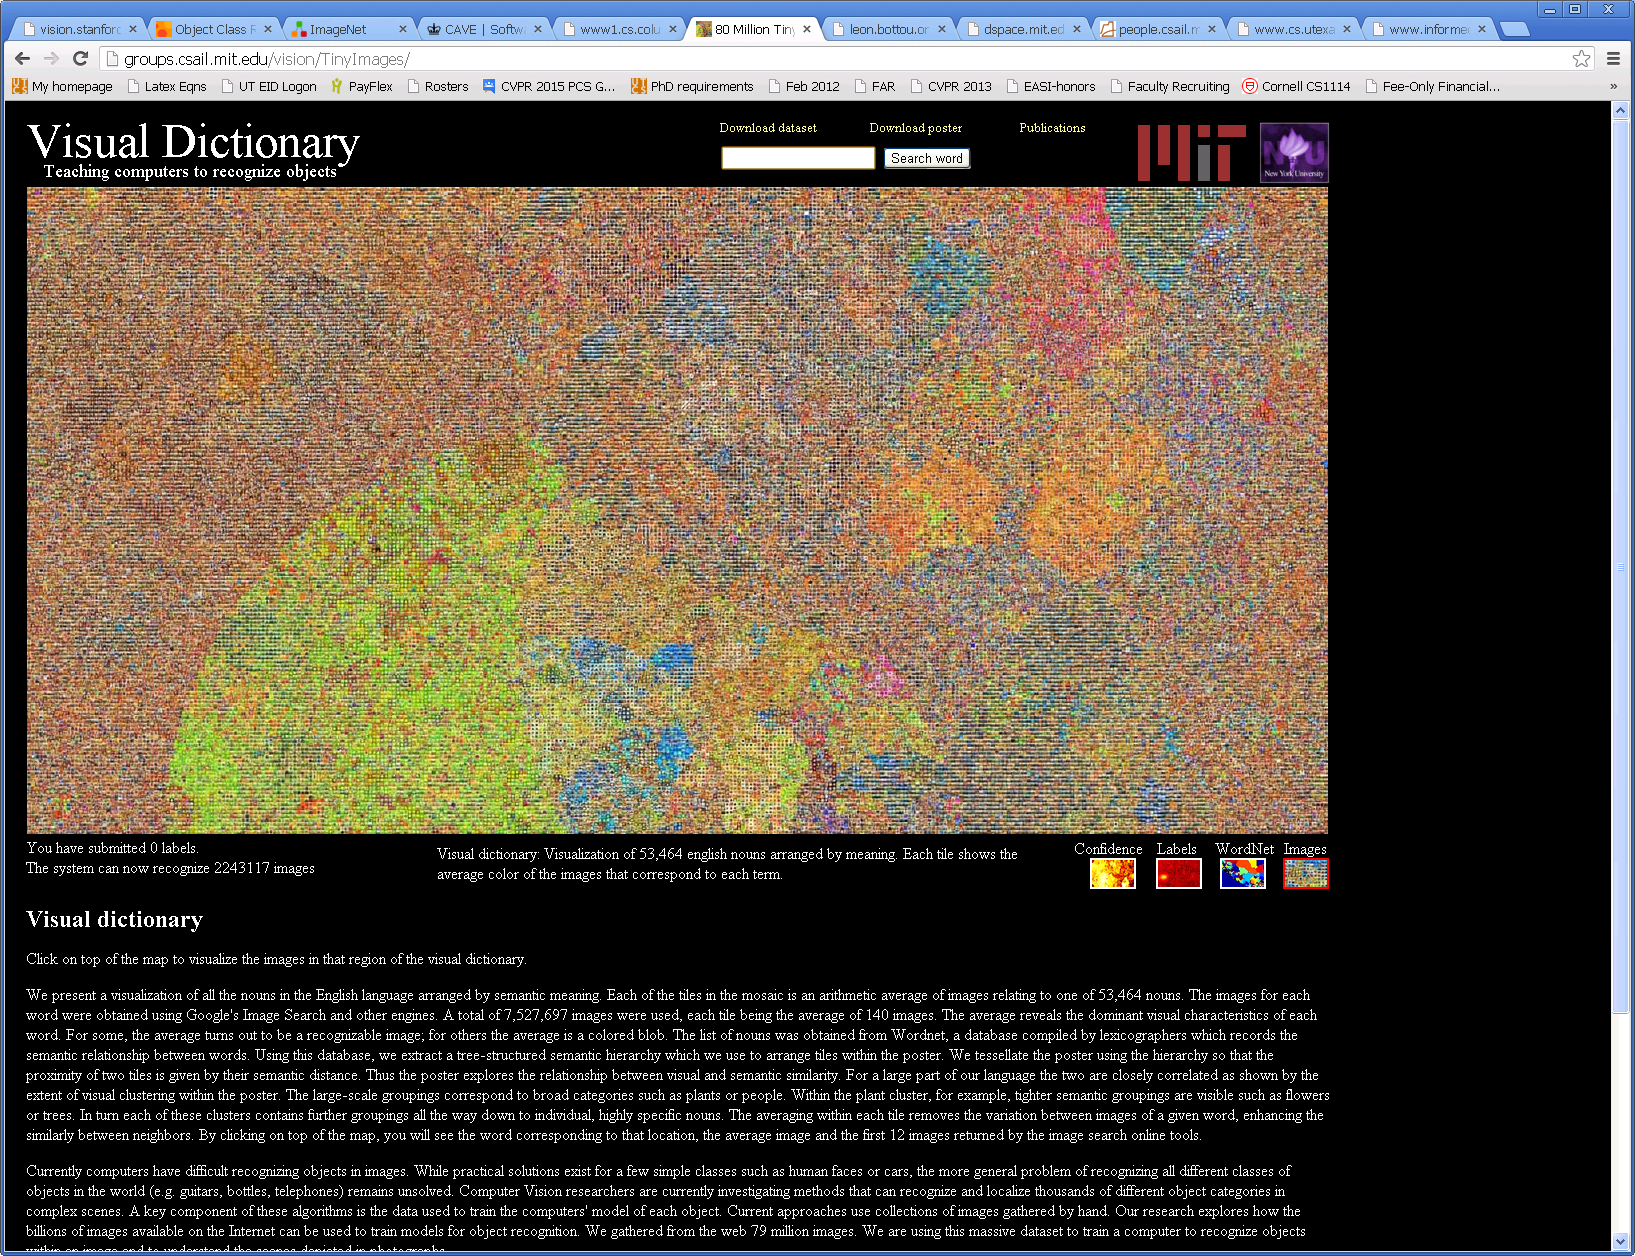 vision.stanford
Object Class R
ImageNet
CAVE | Softwa
www1.cs.colu
80 Million Tiny
leon.bottou.or
dspace.mit.ed
people.csail.m
www.cs.utexa
www.informed
groups.csail.mit.edu/vision/TinyImages/
My homepage
Latex Eqns
UT EID Logon
PayFlex
Rosters
CVPR 2015 PCS G...
PhD requirements
Feb 2012
FAR
CVPR 2013
EASI-honors
Faculty Recruiting
Cornell CS1114
Fee-Only Financial...
»
Visual Dictionary
Teaching computers to recognize objects
Download dataset
Download poster
Publications
Search word
MIT
NYU
New York University
You have submitted 0 labels.
The system can now recognize 2243117 images
Visual dictionary: Visualization of 53,464 english nouns arranged by meaning. Each tile shows the
average color of the images that correspond to each term.
Confidence
Labels
WordNet
Images
Visual dictionary
Click on top of the map to visualize the images in that region of the visual dictionary.
We present a visualization of all the nouns in the English language arranged by semantic meaning. Each of the tiles in the mosaic is an arithmetic average of images relating to one of 53,464 nouns. The images for each
word were obtained using Google's Image Search and other engines. A total of 7,527,697 images were used, each tile being the average of 140 images. The average reveals the dominant visual characteristics of each
word. For some, the average turns out to be a recognizable image; for others the average is a colored blob. The list of nouns was obtained from Wordnet, a database compiled by lexicographers which records the
semantic relationship between words. Using this database, we extract a tree-structured semantic hierarchy which we use to arrange tiles within the poster. We tessellate the poster using the hierarchy so that the
proximity of two tiles is given by their semantic distance. Thus the poster explores the relationship between visual and semantic similarity. For a large part of our language the two are closely correlated as shown by the
extent of visual clustering within the poster. The large-scale groupings correspond to broad categories such as plants or people. Within the plant cluster, for example, tighter semantic groupings are visible such as flowers
or trees. In turn each of these clusters contains further groupings all the way down to individual, highly specific nouns. The averaging within each tile removes the variation between images of a given word, enhancing the
similarly between neighbors. By clicking on top of the map, you will see the word corresponding to that location, the average image and the first 12 images returned by the image search online tools.
Currently computers have difficult recognizing objects in images. While practical solutions exist for a few simple classes such as human faces or cars, the more general problem of recognizing all different classes of
objects in the world (e.g. guitars, bottles, telephones) remains unsolved. Computer Vision researchers are currently investigating methods that can recognize and localize thousands of different object categories in
complex scenes. A key component of these algorithms is the data used to train the computers' model of each object. Current approaches use collections of images gathered by hand. Our research explores how the
billions of images available on the Internet can be used to train models for object recognition. We gathered from the web 79 million images. We are using this massive dataset to train a computer to recognize objects
within an image and to understand the scenes depicted in photographs.